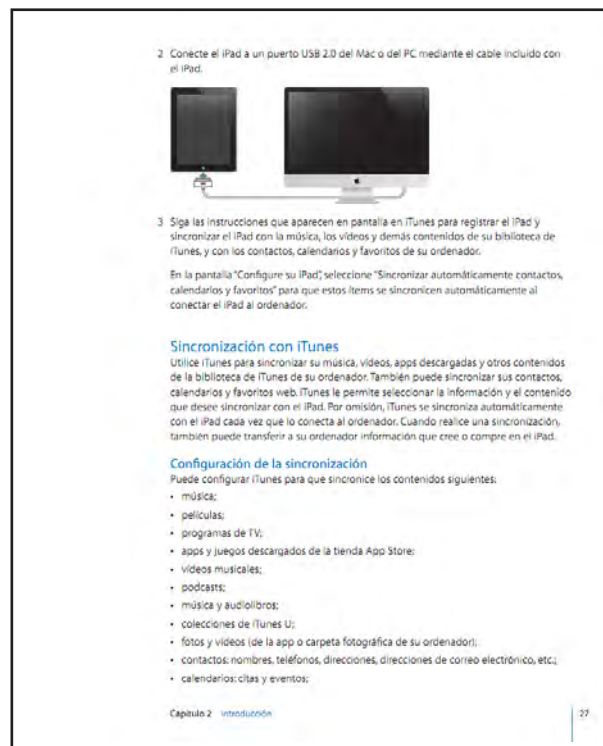 2 Conecte el iPad a un puerto USB 2.0 del Mac o del PC mediante el cable incluido con
el iPad.
3 Siga las instrucciones que aparecen en pantalla en iTunes para registrar el iPad y
sincronizar el iPad con la música, los vídeos y demás contenidos de su biblioteca de
iTunes, y con los contactos, calendarios y favoritos de su ordenador.
En la pantalla “Configure su iPad”, seleccione “Sincronizar automáticamente contactos,
calendarios y favoritos” para que estos ítems se sincronicen automáticamente al
conectar el iPad al ordenador.
Sincronización con iTunes
Utilice iTunes para sincronizar su música, vídeos, apps descargadas y otros contenidos
de la biblioteca de iTunes de su ordenador. También puede sincronizar sus contactos,
calendarios y favoritos web. iTunes le permite seleccionar la información y el contenido
que desee sincronizar con el iPad. Por omisión, iTunes se sincroniza automáticamente
con el iPad cada vez que lo conecta al ordenador. Cuando realice una sincronización,
también puede transferir a su ordenador información que cree o compre en el iPad.
Configuración de la sincronización
Puede configurar iTunes para que sincronice los contenidos siguientes:
• música;
• películas;
• programas de TV;
• apps y juegos descargados de la tienda App Store;
• vídeos musicales;
• podcasts;
• música y audiolibros;
• colecciones de iTunes U;
• fotos y vídeos (de la app o carpeta fotográfica de su ordenador);
• contactos: nombres, teléfonos, direcciones, direcciones de correo electrónico, etc.;
• calendarios: citas y eventos;
Capítulo 2 Introducción 27